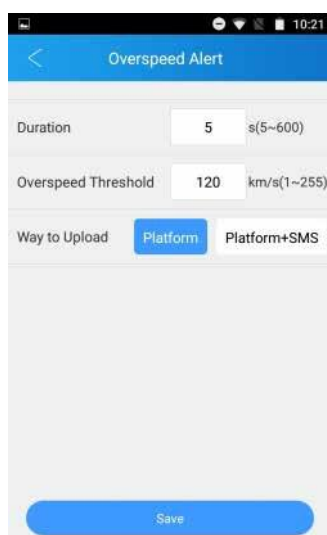 10:21
Overspeed Alert
Duration 5 s(5~600)
Overspeed Threshold 120 km/s(1~255)
Way to Upload Platform Platform+SMS
Save